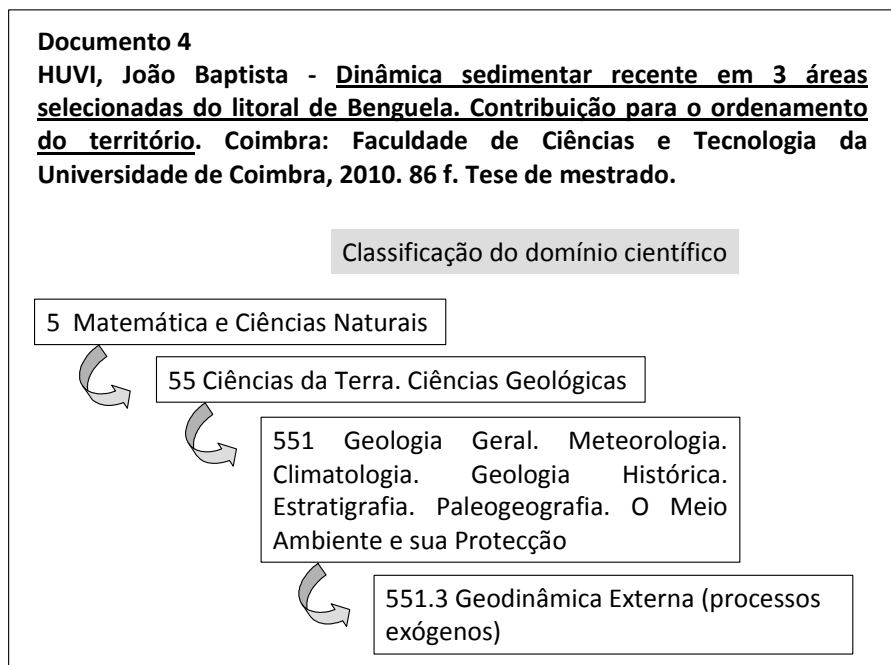 Documento 4
HUVI, João Baptista - Dinâmica sedimentar recente em 3 áreas
selecionadas do litoral de Benguela. Contribuição para o ordenamento
do território. Coimbra: Faculdade de Ciências e Tecnologia da
Universidade de Coimbra, 2010. 86 f. Tese de mestrado.
Classificação do domínio científico
5 Matemática e Ciências Naturais
55 Ciências da Terra. Ciências Geológicas
551 Geologia Geral. Meteorologia.
Climatologia. Geologia Histórica.
Estratigrafia. Paleogeografia. O Meio
Ambiente e sua Protecção
551.3 Geodinâmica Externa (processos
exógenos)